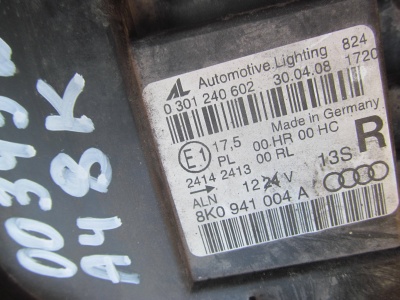 AL Automotive Lighting 824
0 301 240 602 30.04.08 1720
Made in Germany
E1 17,5 00 HR 00 HC R
PL 00 RL
2414 2413 13S
ALN 12 24 V
8K0 941 004 A
A4 8K